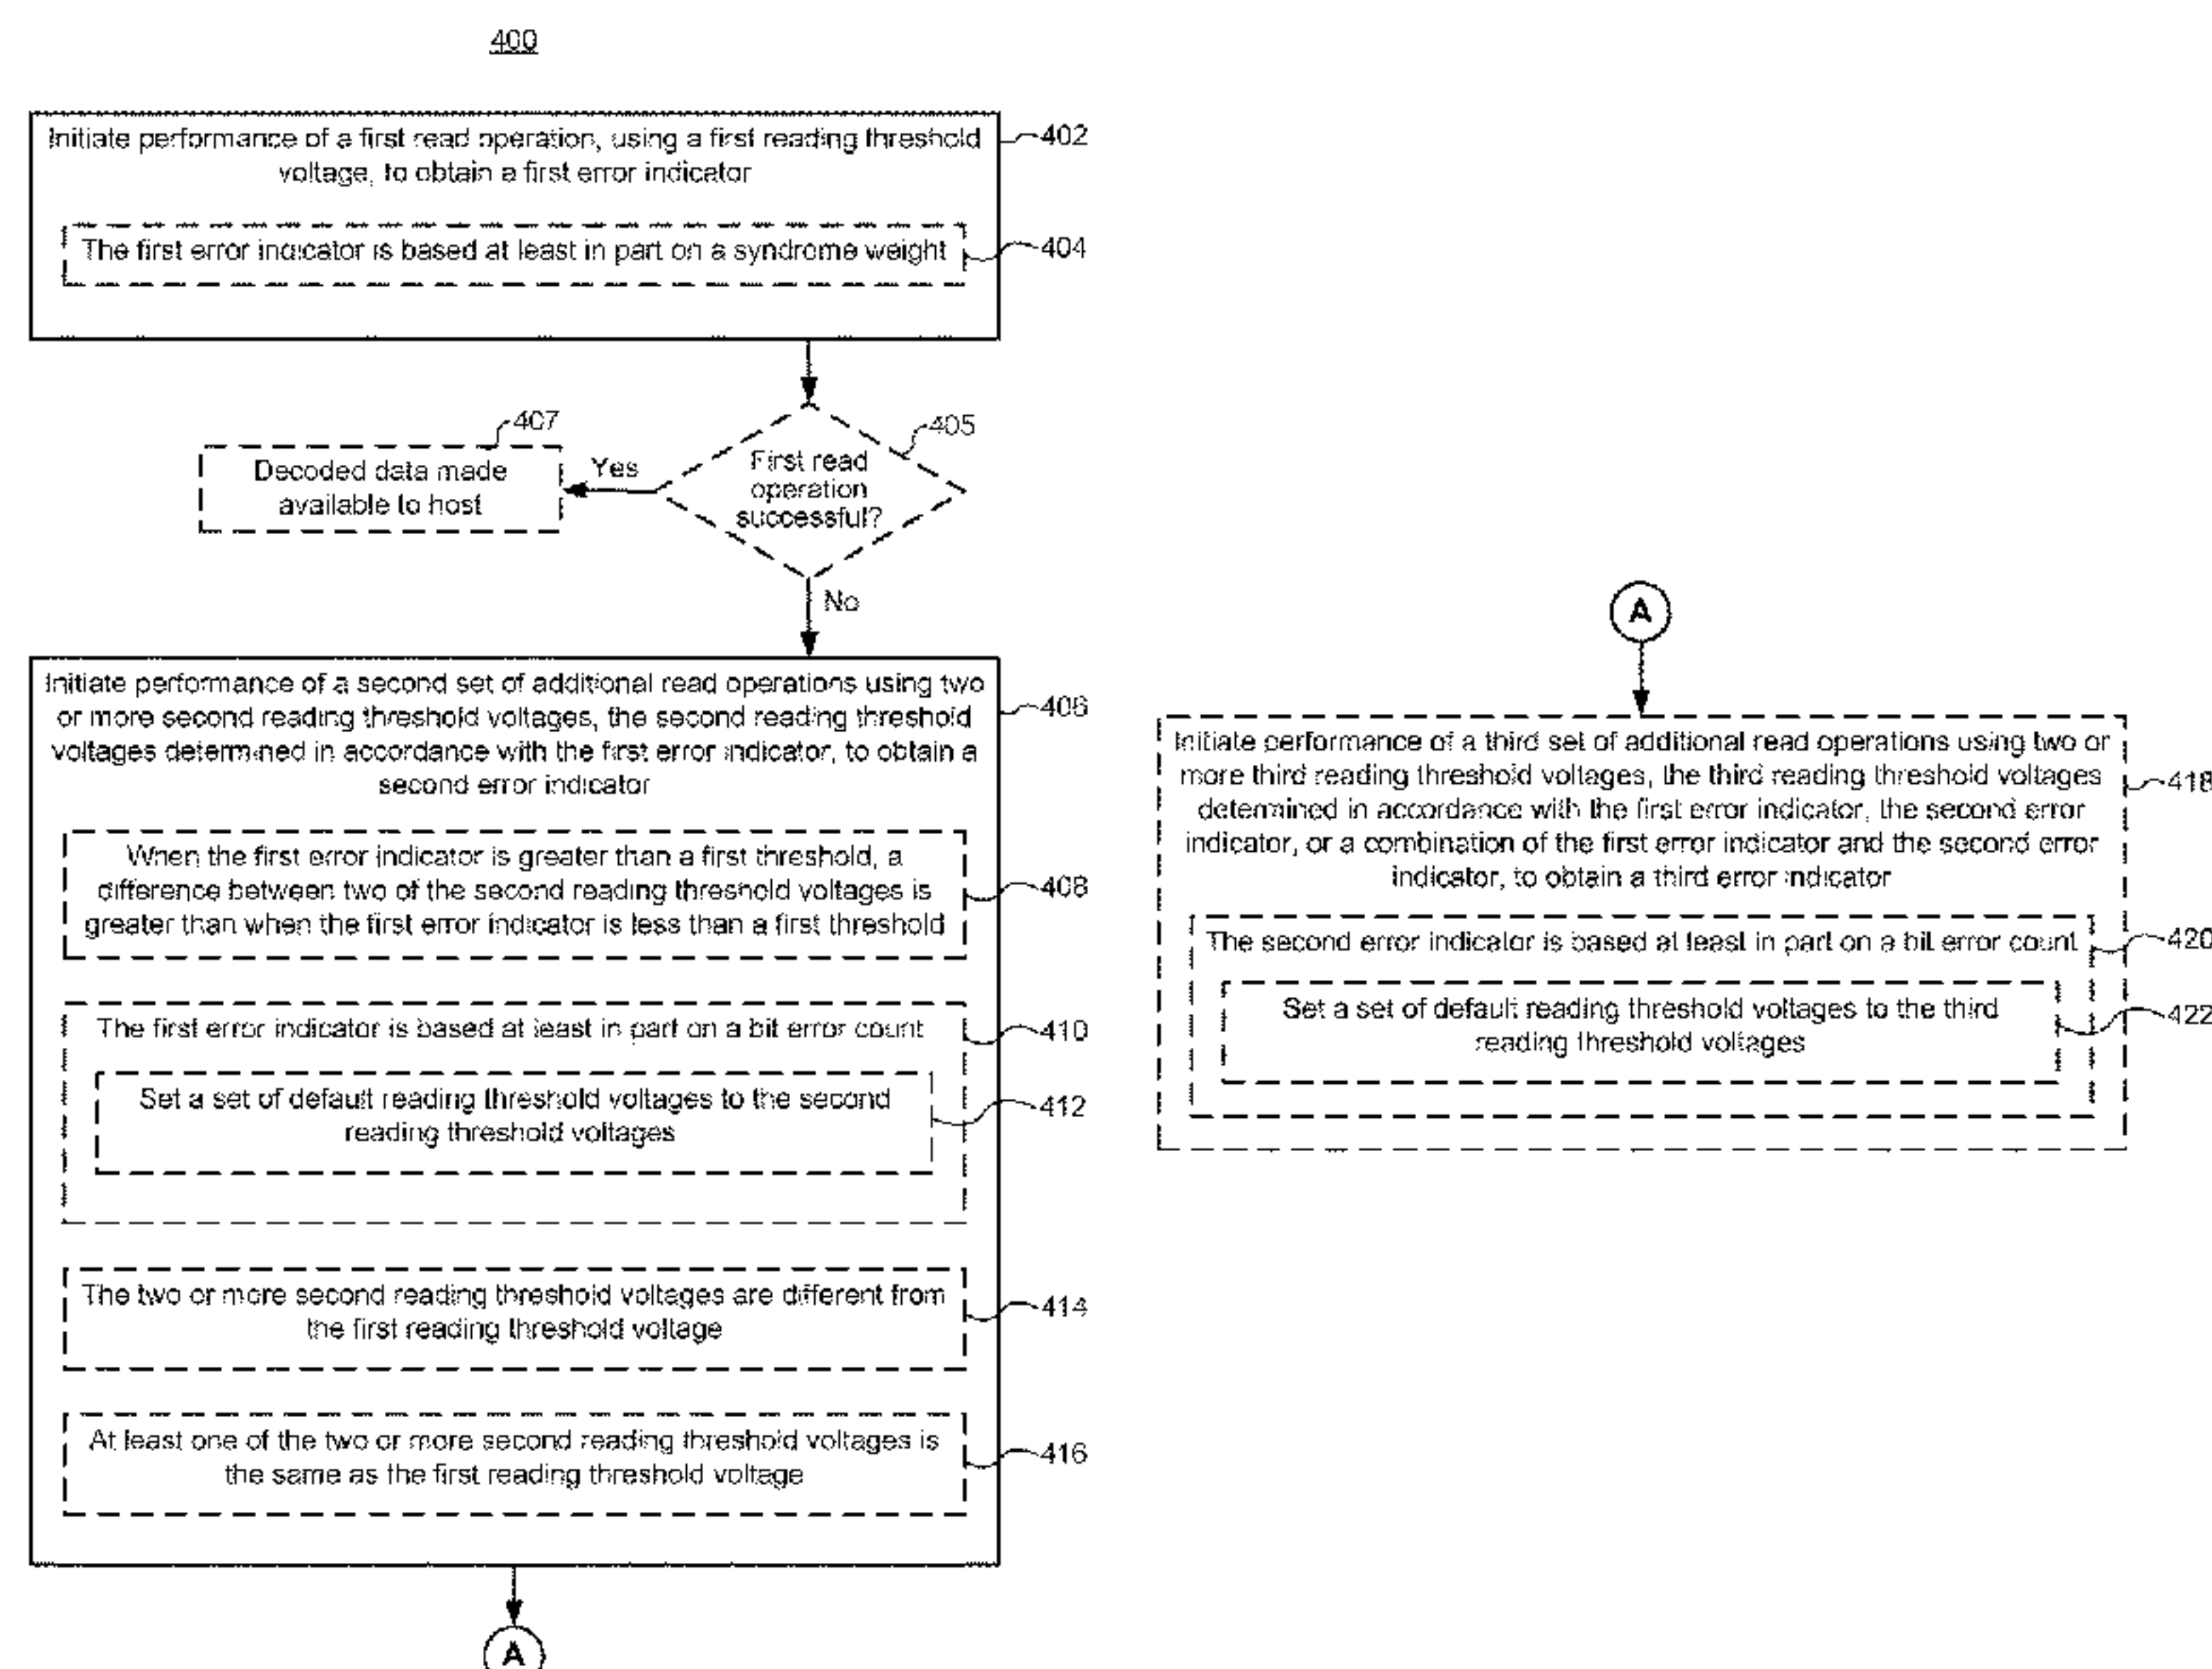 400
Initiate performance of a first read operation, using a first reading threshold
voltage, to obtain a first error indicator
402
The first error indicator is based at least in part on a syndrome weight
404
407
405
Decoded data made
available to host
Yes
First read
operation
successful?
No
Initiate performance of a second set of additional read operations using two
or more second reading threshold voltages, the second reading threshold
voltages determined in accordance with the first error indicator, to obtain a
second error indicator
406
When the first error indicator is greater than a first threshold, a
difference between two of the second reading threshold voltages is
greater than when the first error indicator is less than a first threshold
408
The first error indicator is based at least in part on a bit error count
410
Set a set of default reading threshold voltages to the second
reading threshold voltages
412
The two or more second reading threshold voltages are different from
the first reading threshold voltage
414
At least one of the two or more second reading threshold voltages is
the same as the first reading threshold voltage
416
A
A
Initiate performance of a third set of additional read operations using two or
more third reading threshold voltages, the third reading threshold voltages
determined in accordance with the first error indicator, the second error
indicator, or a combination of the first error indicator and the second error
indicator, to obtain a third error indicator
418
The second error indicator is based at least in part on a bit error count
420
Set a set of default reading threshold voltages to the third
reading threshold voltages
422